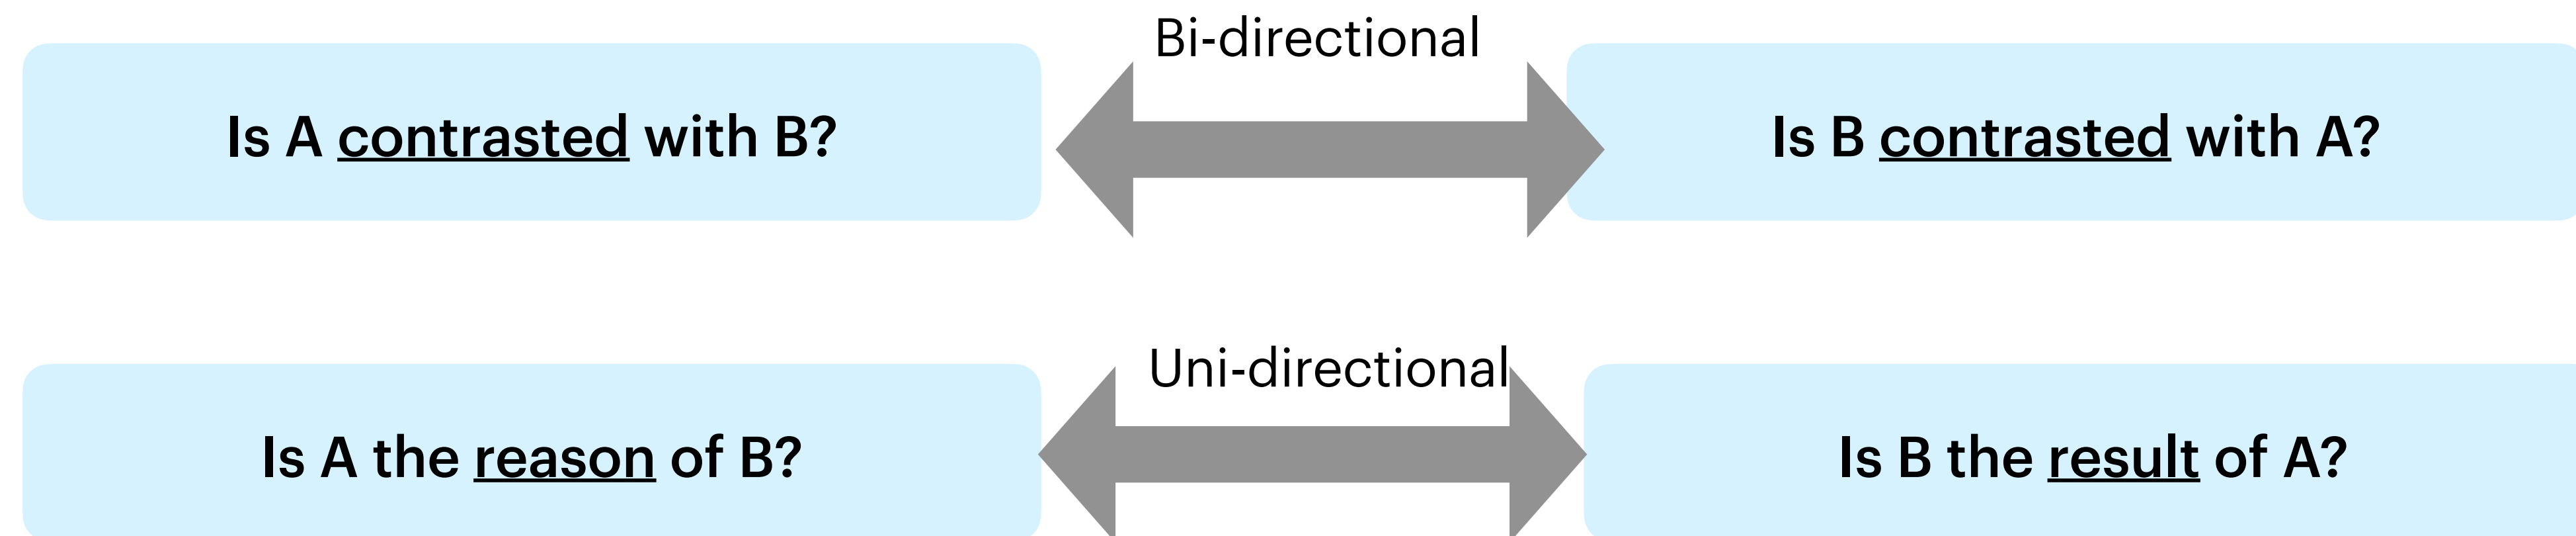 Bi-directional
Is A contrasted with B?
Is B contrasted with A?
Uni-directional
Is A the reason of B?
Is B the result of A?